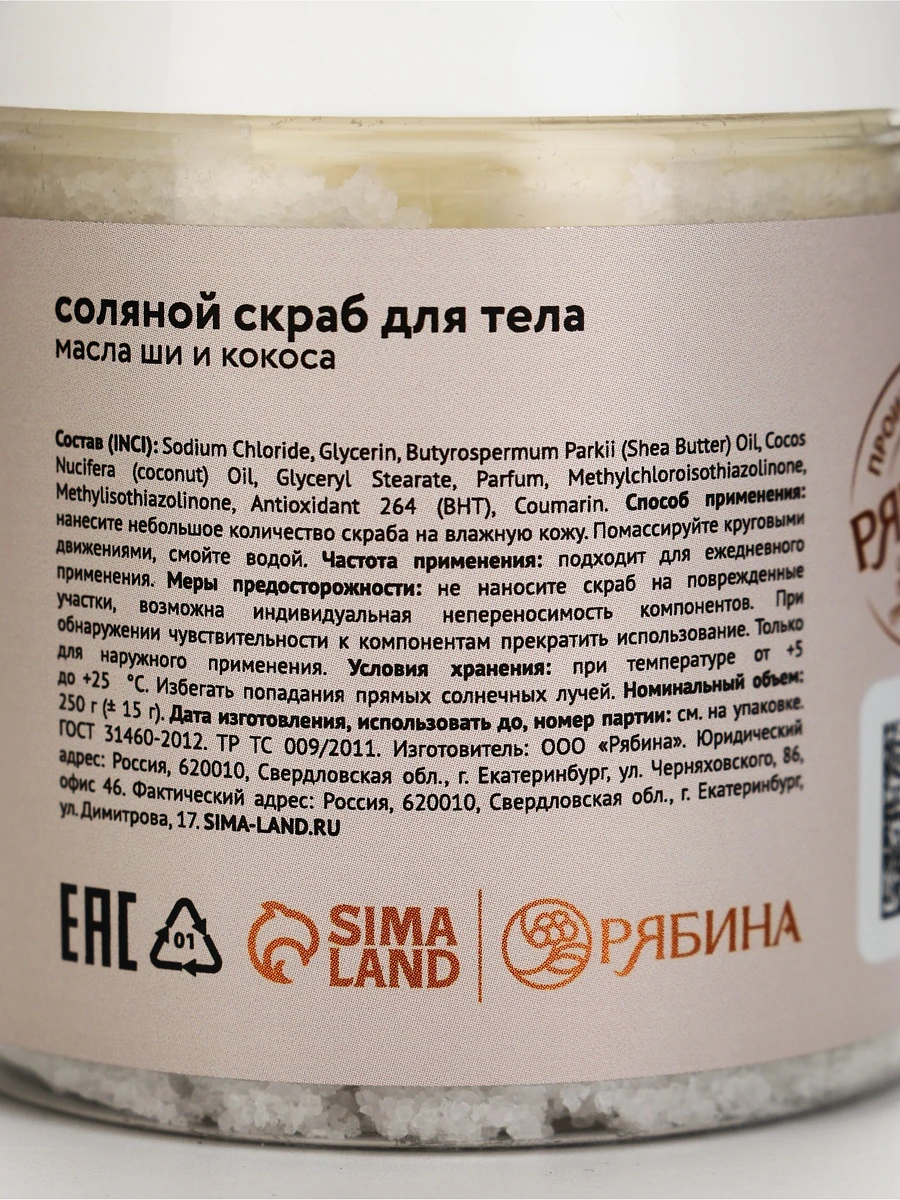 соляной скраб для тела
масла ши и кокоса
Состав (INCI): Sodium Chloride, Glycerin, Butyrospermum Parkii (Shea Butter) Oil, Cocos
Nucifera (coconut) Oil, Glyceryl Stearate, Parfum, Methylchloroisothiazolinone,
Methylisothiazolinone, Antioxidant 264 (BHT), Coumarin. Способ применения:
нанесите небольшое количество скраба на влажную кожу. Помассируйте круговыми
движениями, смойте водой. Частота применения: подходит для ежедневного
применения. Меры предосторожности: не наносите скраб на поврежденные
участки, возможна индивидуальная непереносимость компонентов. При
обнаружении чувствительности к компонентам прекратить использование. Только
для наружного применения. Условия хранения: при температуре от +5
до +25 °C. Избегать попадания прямых солнечных лучей. Номинальный объем:
250 г (± 15 г). Дата изготовления, использовать до, номер партии: см. на упаковке.
ГОСТ 31460-2012. ТР ТС 009/2011. Изготовитель: ООО «Рябина». Юридический
адрес: Россия, 620010, Свердловская обл., г. Екатеринбург, ул. Черняховского, 86,
офис 46. Фактический адрес: Россия, 620010, Свердловская обл., г. Екатеринбург,
ул. Димитрова, 17. SIMA-LAND.RU
EAC
01
SIMA
LAND
РЯБИНА